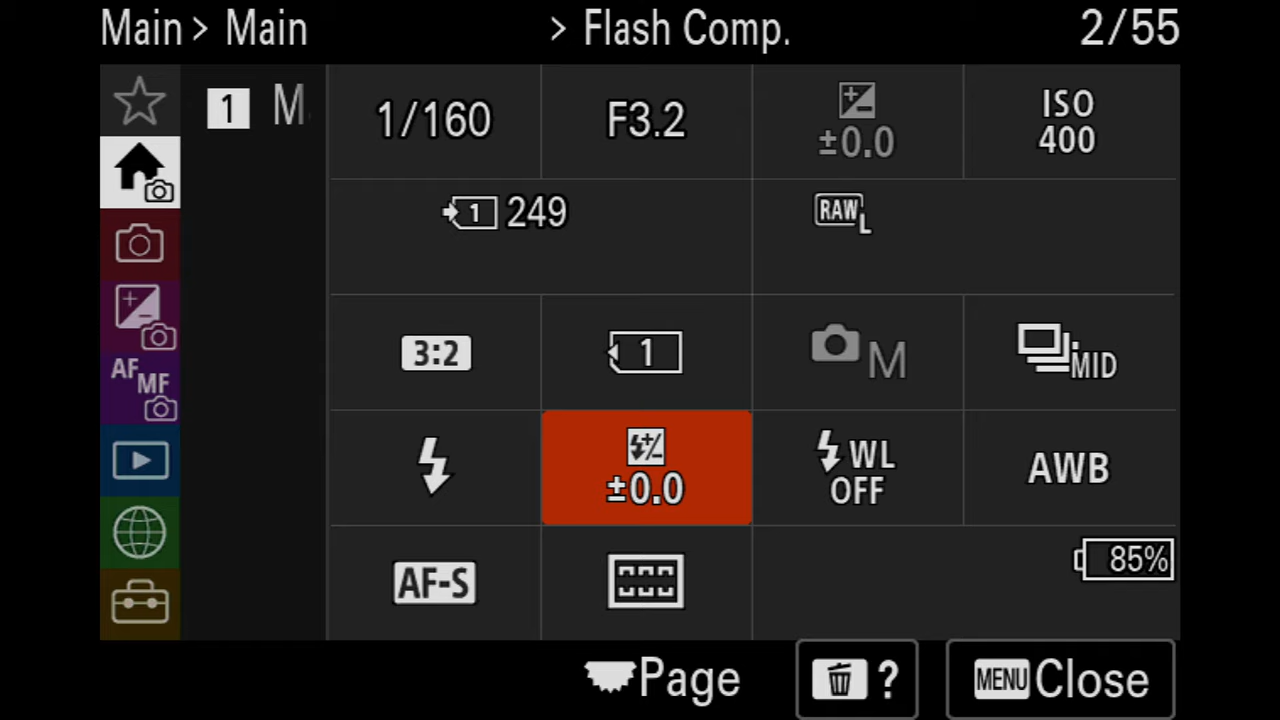 Main > Main > Flash Comp. 2/55
1 M
1/160 F3.2 ±0.0 ISO 400
1 249 RAW L
3:2 1 M MID
±0.0 WL OFF AWB
AF MF
AF-S 85%
Page ? MENU Close